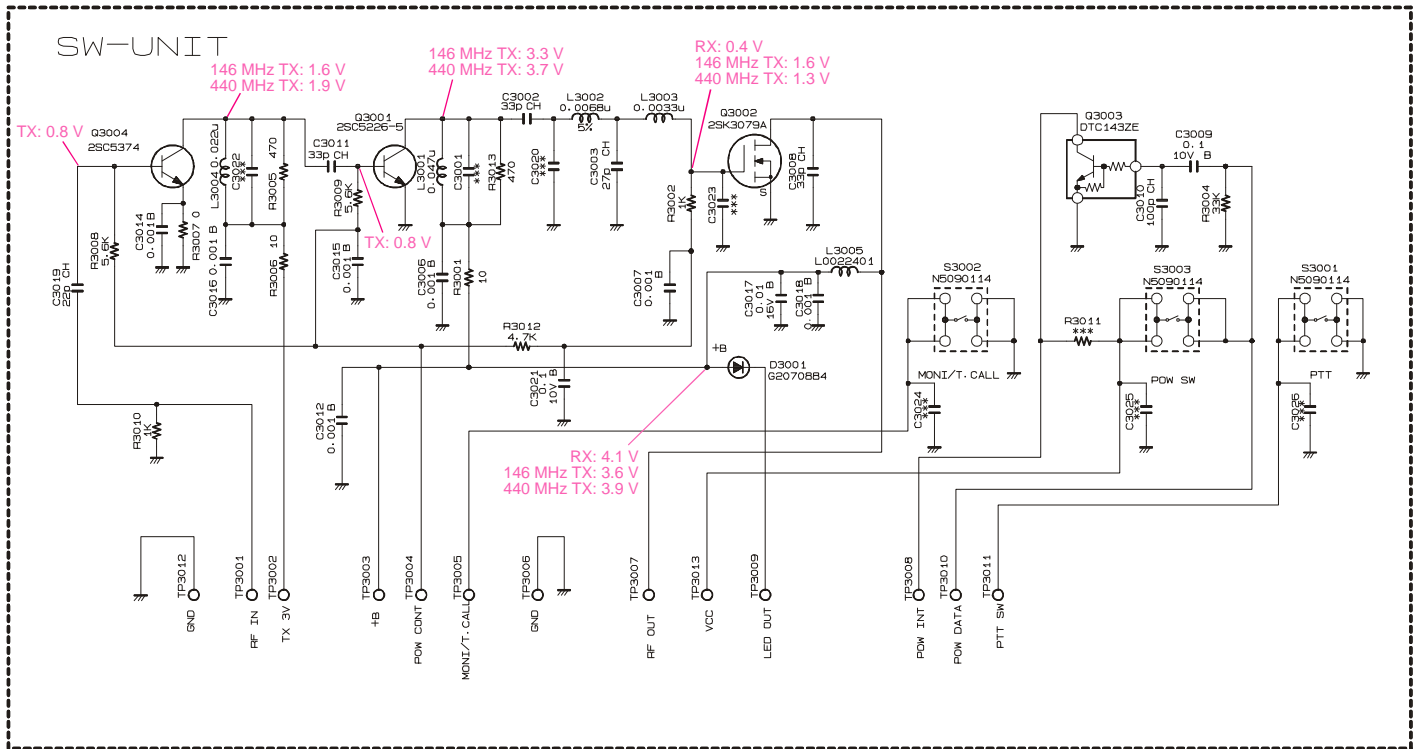 SW-UNIT
146 MHz TX: 1.6 V
440 MHz TX: 1.9 V
146 MHz TX: 3.3 V
440 MHz TX: 3.7 V
RX: 0.4 V
146 MHz TX: 1.6 V
440 MHz TX: 1.3 V
TX: 0.8 V
Q3004
2SC5374
L3004 0.022u
C3022
***
R3005 470
C3011
33p CH
Q3001
2SC5226-5
L3001
0.047u
C3001
***
R3013
470
C3002
33p CH
L3002
0.0068u
5%
L3003
0.0033u
C3020
***
C3003
27p CH
Q3002
2SK3079A
S
C3008
33p CH
Q3003
DTC143ZE
C3009
0.1
10V B
C3010
100p CH
R3004
33K
C3019
22p CH
R3008
5.6K
C3014
0.001 B
R3007 0
C3016 0.001 B
R3006 10
R3009
5.6K
TX: 0.8 V
C3015
0.001 B
C3006
0.001 B
R3001
10
R3002
1K
C3023
***
C3007
0.001 B
C3017
0.01
16V B
C3018
0.001 B
L3005
L0022401
S3002
N5090114
S3003
N5090114
S3001
N5090114
R3011
***
R3012
4.7K
MONI/T.CALL
POW SW
PTT
+B
D3001
G2070884
R3010
1K
C3012
0.001 B
C3021
0.1
10V B
C3024
***
C3025
***
C3026
***
RX: 4.1 V
146 MHz TX: 3.6 V
440 MHz TX: 3.9 V
TP3012
GND
TP3001
RF IN
TP3002
TX 3V
TP3003
+B
TP3004
POW CONT
TP3005
MONI/T.CALL
TP3006
GND
TP3007
RF OUT
TP3013
VCC
TP3009
LED OUT
TP3008
POW INT
TP3010
POW DATA
TP3011
PTT SW